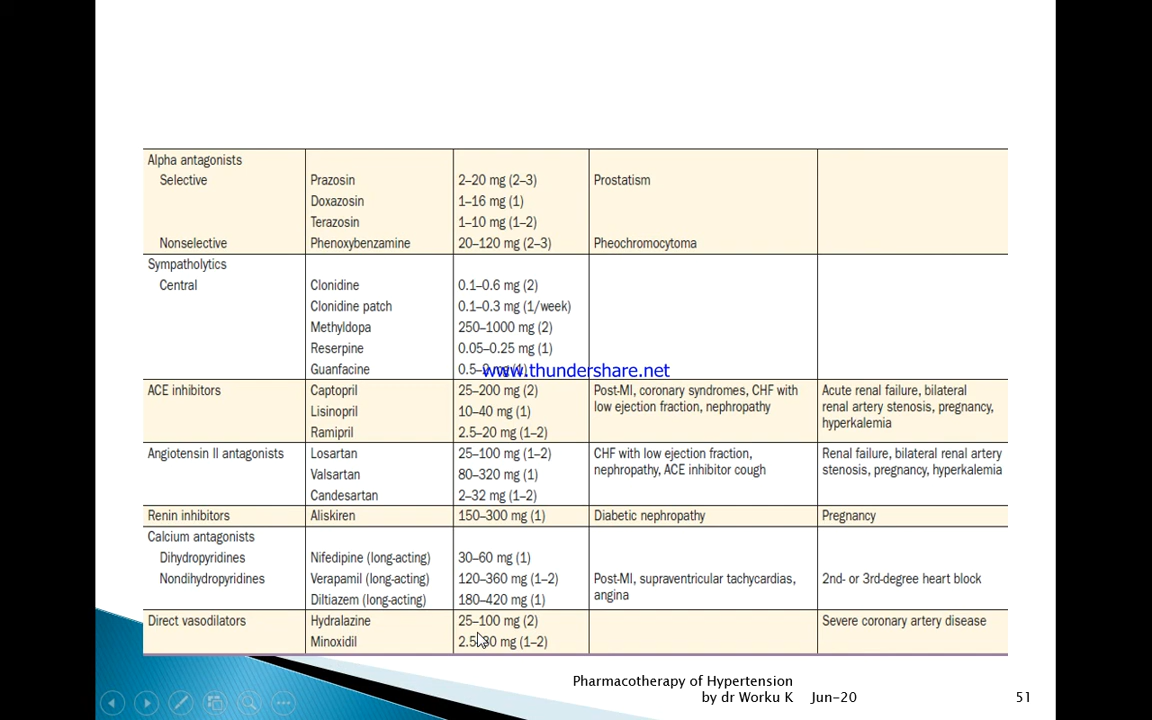 Alpha antagonists
Selective Prazosin 2–20 mg (2–3) Prostatism
Doxazosin 1–16 mg (1)
Terazosin 1–10 mg (1–2)
Nonselective Phenoxybenzamine 20–120 mg (2–3) Pheochromocytoma
Sympatholytics
Central Clonidine 0.1–0.6 mg (2)
Clonidine patch 0.1–0.3 mg (1/week)
Methyldopa 250–1000 mg (2)
Reserpine 0.05–0.25 mg (1)
Guanfacine
www.thundershare.net
ACE inhibitors Captopril 25–200 mg (2) Post-MI, coronary syndromes, CHF with Acute renal failure, bilateral
low ejection fraction, nephropathy renal artery stenosis, pregnancy,
Lisinopril 10–40 mg (1) hyperkalemia
Ramipril 2.5–20 mg (1–2)
Angiotensin II antagonists Losartan 25–100 mg (1–2) CHF with low ejection fraction, Renal failure, bilateral renal artery
Valsartan 80–320 mg (1) nephropathy, ACE inhibitor cough stenosis, pregnancy, hyperkalemia
Candesartan 2–32 mg (1–2)
Renin inhibitors Aliskiren 150–300 mg (1) Diabetic nephropathy Pregnancy
Calcium antagonists
Dihydropyridines Nifedipine (long-acting) 30–60 mg (1)
Nondihydropyridines Verapamil (long-acting) 120–360 mg (1–2) Post-MI, supraventricular tachycardias, 2nd- or 3rd-degree heart block
Diltiazem (long-acting) 180–420 mg (1) angina
Direct vasodilators Hydralazine 25–100 mg (2) Severe coronary artery disease
Minoxidil mg (1–2)
Pharmacotherapy of Hypertension
by dr Worku K Jun-20 51